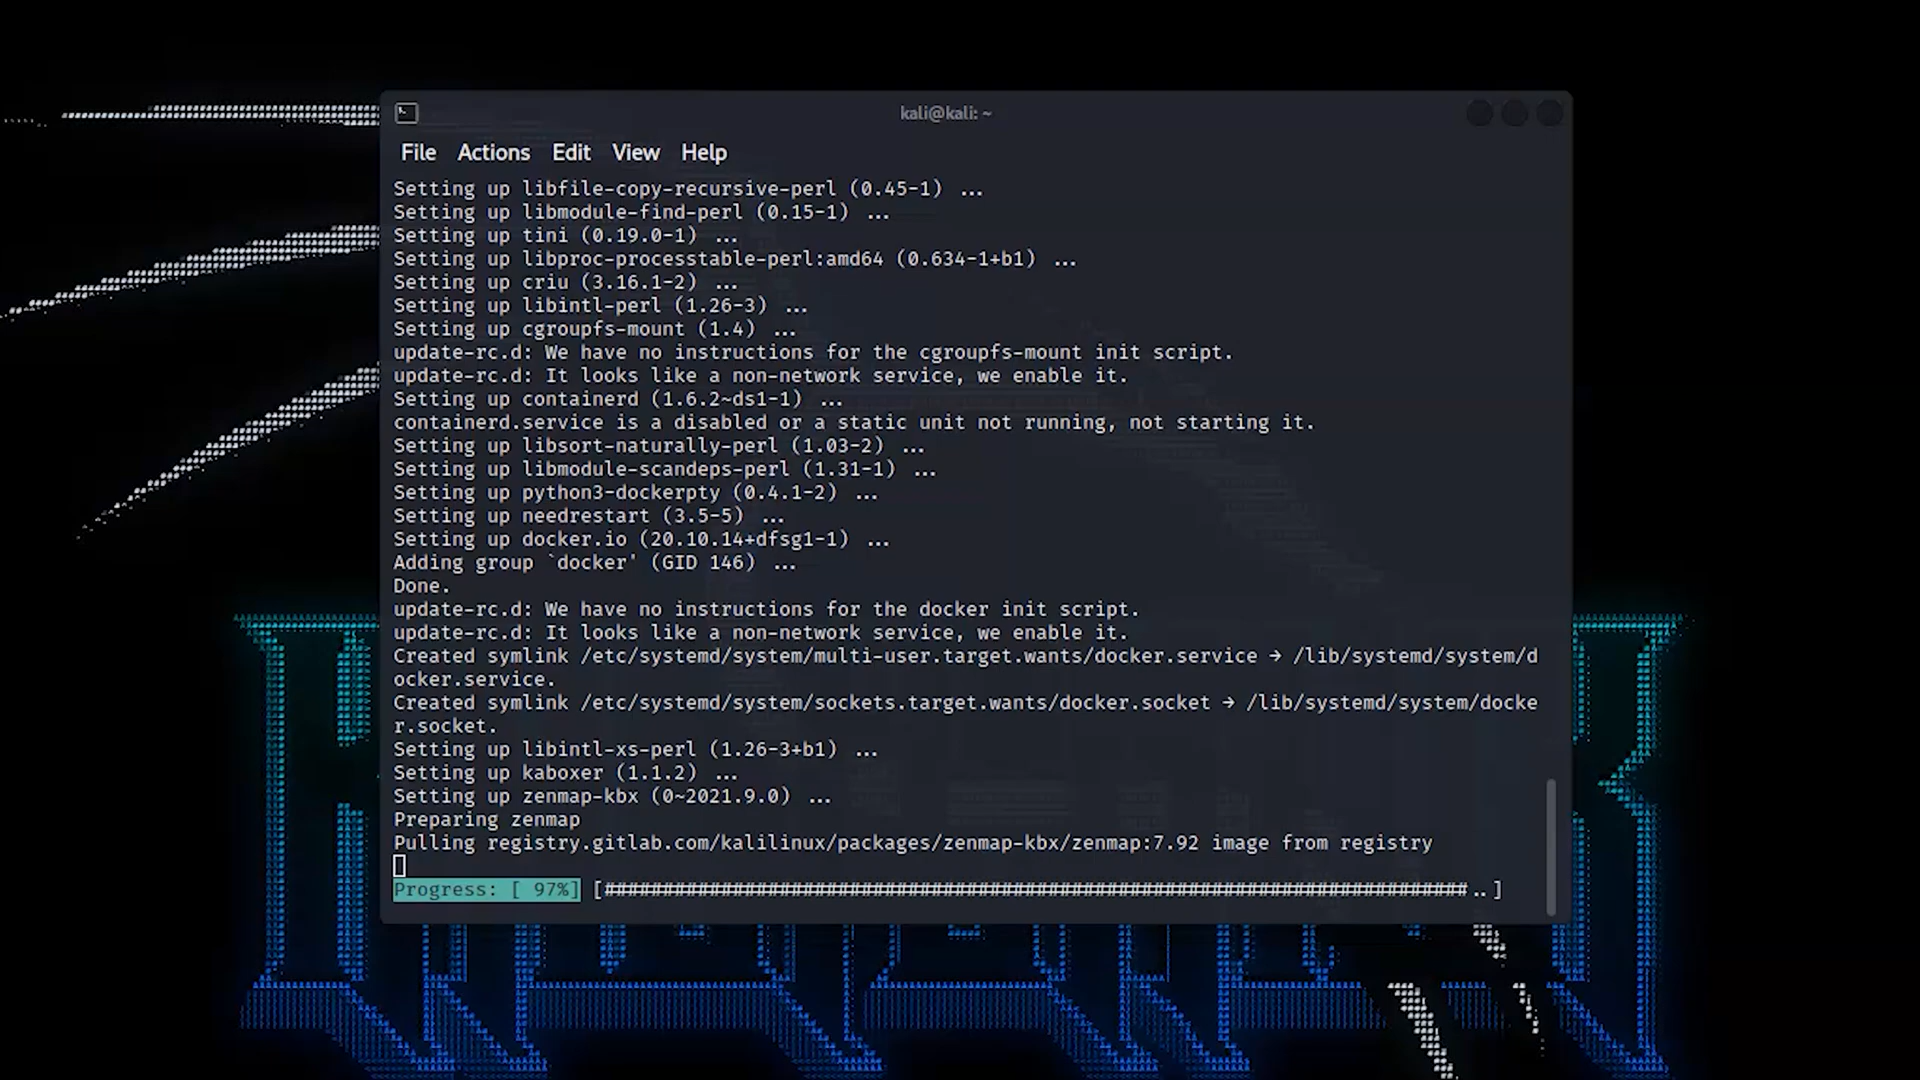 kali@kali: ~
File Actions Edit View Help
Setting up libfile-copy-recursive-perl (0.45-1) ...
Setting up libmodule-find-perl (0.15-1) ...
Setting up tini (0.19.0-1) ...
Setting up libproc-processtable-perl:amd64 (0.634-1+b1) ...
Setting up criu (3.16.1-2) ...
Setting up libintl-perl (1.26-3) ...
Setting up cgroupfs-mount (1.4) ...
update-rc.d: We have no instructions for the cgroupfs-mount init script.
update-rc.d: It looks like a non-network service, we enable it.
Setting up containerd (1.6.2~ds1-1) ...
containerd.service is a disabled or a static unit not running, not starting it.
Setting up libsort-naturally-perl (1.03-2) ...
Setting up libmodule-scandeps-perl (1.31-1) ...
Setting up python3-dockerpty (0.4.1-2) ...
Setting up needrestart (3.5-5) ...
Setting up docker.io (20.10.14+dfsg1-1) ...
Adding group `docker' (GID 146) ...
Done.
update-rc.d: We have no instructions for the docker init script.
update-rc.d: It looks like a non-network service, we enable it.
Created symlink /etc/systemd/system/multi-user.target.wants/docker.service → /lib/systemd/system/d
ocker.service.
Created symlink /etc/systemd/system/sockets.target.wants/docker.socket → /lib/systemd/system/docke
r.socket.
Setting up libintl-xs-perl (1.26-3+b1) ...
Setting up kaboxer (1.1.2) ...
Setting up zenmap-kbx (0~2021.9.0) ...
Preparing zenmap
Pulling registry.gitlab.com/kalilinux/packages/zenmap-kbx/zenmap:7.92 image from registry
Progress: [ 97%] [##########################################################################..]